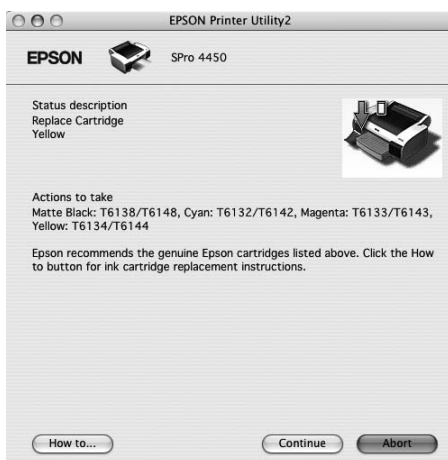 EPSON Printer Utility2
EPSON SPro 4450
Status description
Replace Cartridge
Yellow
Actions to take
Matte Black: T6138/T6148, Cyan: T6132/T6142, Magenta: T6133/T6143,
Yellow: T6134/T6144
Epson recommends the genuine Epson cartridges listed above. Click the How
to button for ink cartridge replacement instructions.
How to... Continue Abort